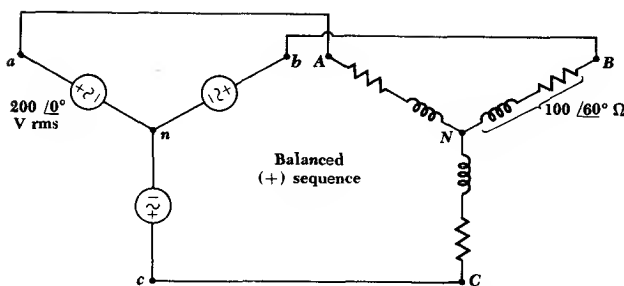 a
b
A
B
200 /0°
V rms
n
N
100 /60° Ω
Balanced
(+) sequence
c
C